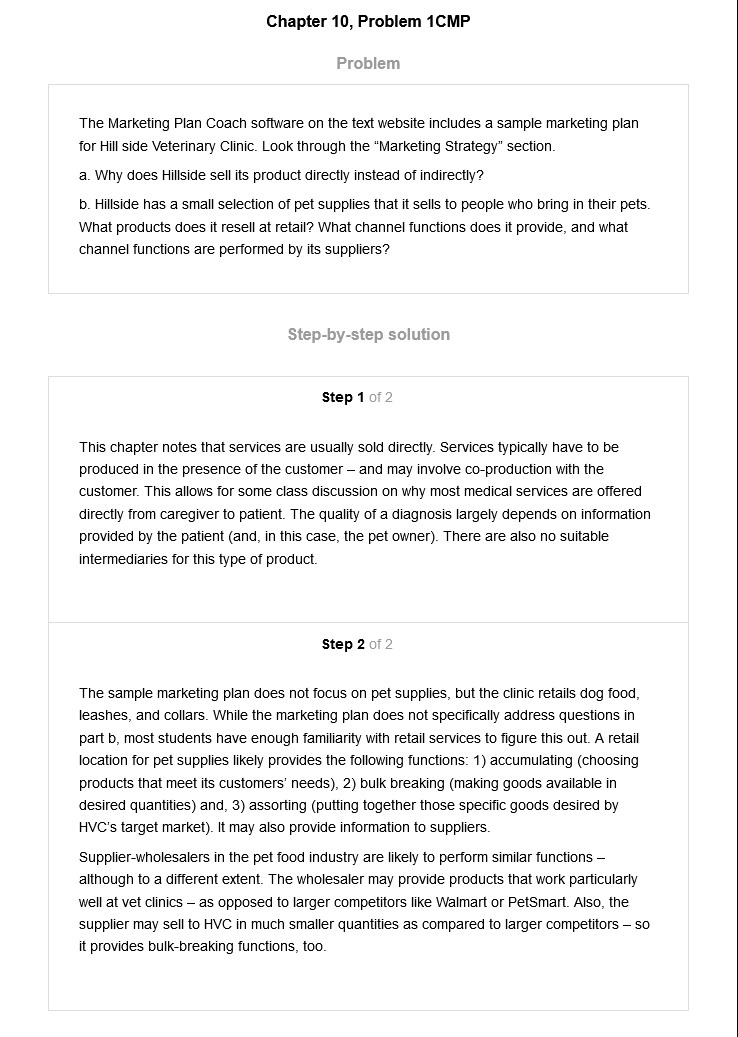 Chapter 10, Problem 1CMP
Problem
The Marketing Plan Coach software on the text website includes a sample marketing plan
for Hill side Veterinary Clinic. Look through the “Marketing Strategy” section.
a. Why does Hillside sell its product directly instead of indirectly?
b. Hillside has a small selection of pet supplies that it sells to people who bring in their pets.
What products does it resell at retail? What channel functions does it provide, and what
channel functions are performed by its suppliers?
Step-by-step solution
Step 1 of 2
This chapter notes that services are usually sold directly. Services typically have to be
produced in the presence of the customer – and may involve co-production with the
customer. This allows for some class discussion on why most medical services are offered
directly from caregiver to patient. The quality of a diagnosis largely depends on information
provided by the patient (and, in this case, the pet owner). There are also no suitable
intermediaries for this type of product.
Step 2 of 2
The sample marketing plan does not focus on pet supplies, but the clinic retails dog food,
leashes, and collars. While the marketing plan does not specifically address questions in
part b, most students have enough familiarity with retail services to figure this out. A retail
location for pet supplies likely provides the following functions: 1) accumulating (choosing
products that meet its customers’ needs), 2) bulk breaking (making goods available in
desired quantities) and, 3) assorting (putting together those specific goods desired by
HVC’s target market). It may also provide information to suppliers.
Supplier-wholesalers in the pet food industry are likely to perform similar functions –
although to a different extent. The wholesaler may provide products that work particularly
well at vet clinics – as opposed to larger competitors like Walmart or PetSmart. Also, the
supplier may sell to HVC in much smaller quantities as compared to larger competitors – so
it provides bulk-breaking functions, too.